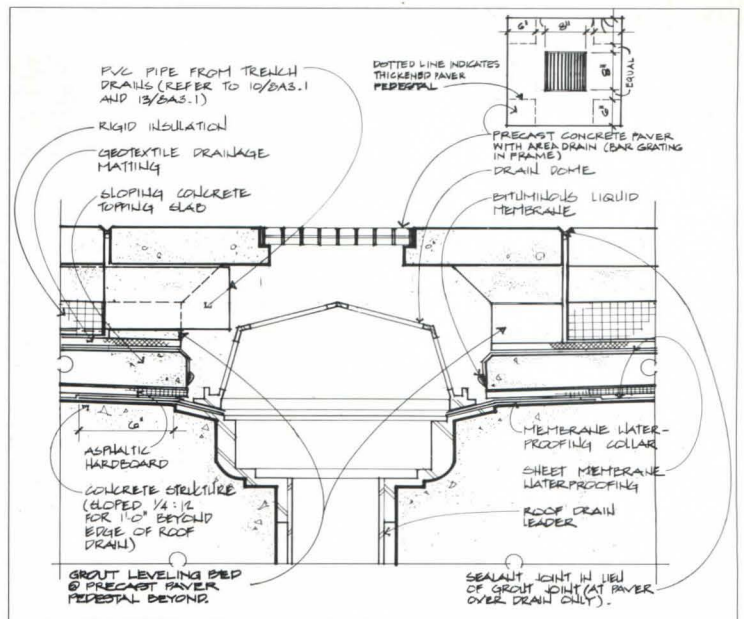 PVC PIPE FROM TRENCH
DRAINS (REFER TO 10/8A3.1
AND 13/8A3.1)
RIGID INSULATION
GEOTEXTILE DRAINAGE
MATTING
SLOPING CONCRETE
TOPPING SLAB
6"
8"
DOTTED LINE INDICATES
THICKENED PAVER
PEDESTAL
8"
6"
EQUAL
PRECAST CONCRETE PAVER
WITH AREA DRAIN (BAR GRATING
IN FRAME)
DRAIN DOME
BITUMINOUS LIQUID
MEMBRANE
6"
ASPHALTIC
HARDBOARD
CONCRETE STRUCTURE
(SLOPED 1/4 : 12
FOR 1'-0" BEYOND
EDGE OF ROOF
DRAIN)
GROUT LEVELING BED
@ PRECAST PAVER
PEDESTAL BEYOND.
MEMBRANE WATER-
PROOFING COLLAR
SHEET MEMBRANE
WATERPROOFING
ROOF DRAIN
LEADER
SEALANT JOINT IN LIEU
OF GROUT JOINT (AT PAVER
OVER DRAIN ONLY).